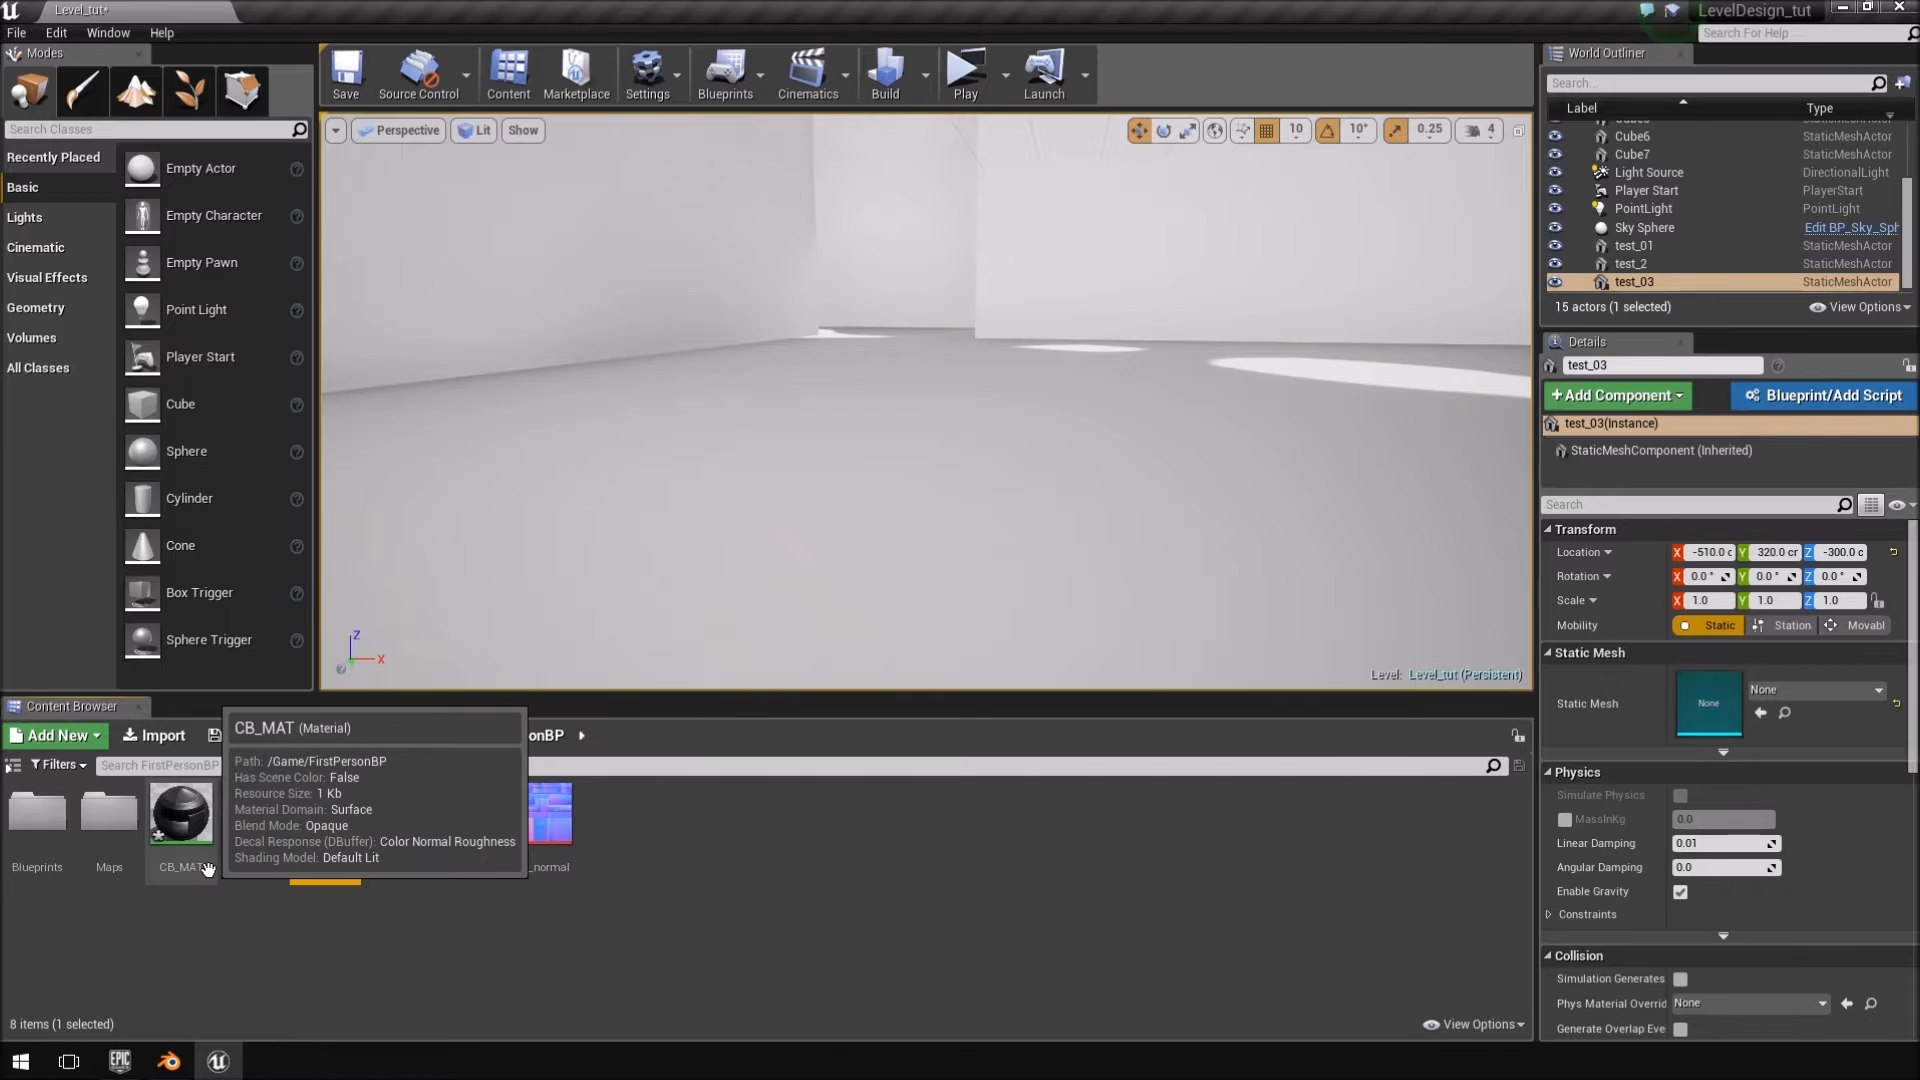 Level_tut*
LevelDesign_tut
File Edit Window Help
Search For Help
Modes
Search Classes
Recently Placed
Basic
Lights
Cinematic
Visual Effects
Geometry
Volumes
All Classes
Empty Actor
Empty Character
Empty Pawn
Point Light
Player Start
Cube
Sphere
Cylinder
Cone
Box Trigger
Sphere Trigger
Save
Source Control
Content
Marketplace
Settings
Blueprints
Cinematics
Build
Play
Launch
Perspective
Lit
Show
10
10°
0.25
4
Z
X
Level: Level_tut (Persistent)
World Outliner
Search...
Label Type
Cube6 StaticMeshActor
Cube7 StaticMeshActor
Light Source DirectionalLight
Player Start PlayerStart
PointLight PointLight
Sky Sphere Edit BP_Sky_Sph
test_01 StaticMeshActor
test_2 StaticMeshActor
test_03 StaticMeshActor
15 actors (1 selected)
View Options
Details
test_03
+Add Component
Blueprint/Add Script
test_03(Instance)
StaticMeshComponent (Inherited)
Search
Transform
Location X -510.0 c Y 320.0 cr Z -300.0 c
Rotation X 0.0 ° Y 0.0 ° Z 0.0 °
Scale X 1.0 Y 1.0 Z 1.0
Mobility Static Station Movabl
Static Mesh
Static Mesh None None
Physics
Simulate Physics
MassInKg 0.0
Linear Damping 0.01
Angular Damping 0.0
Enable Gravity
Constraints
Collision
Simulation Generates
Phys Material Overrid None
Generate Overlap Eve
Content Browser
Add New
Import
onBP
Filters
Search FirstPersonBP
Blueprints
Maps
CB_MAT
_normal
CB_MAT (Material)
Path: /Game/FirstPersonBP
Has Scene Color: False
Resource Size: 1 Kb
Material Domain: Surface
Blend Mode: Opaque
Decal Response (DBuffer): Color Normal Roughness
Shading Model: Default Lit
8 items (1 selected)
View Options
EPIC